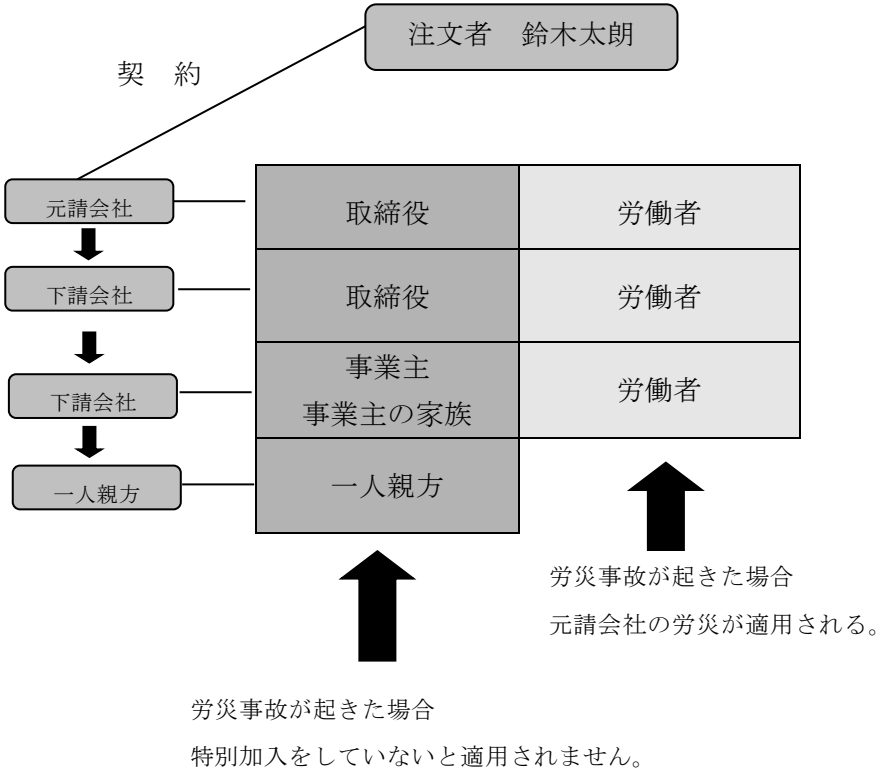 注文者　鈴木太朗
契　約
元請会社
取締役
労働者
下請会社
取締役
労働者
下請会社
事業主
事業主の家族
労働者
一人親方
一人親方
労災事故が起きた場合
元請会社の労災が適用される。
労災事故が起きた場合
特別加入をしていないと適用されません。